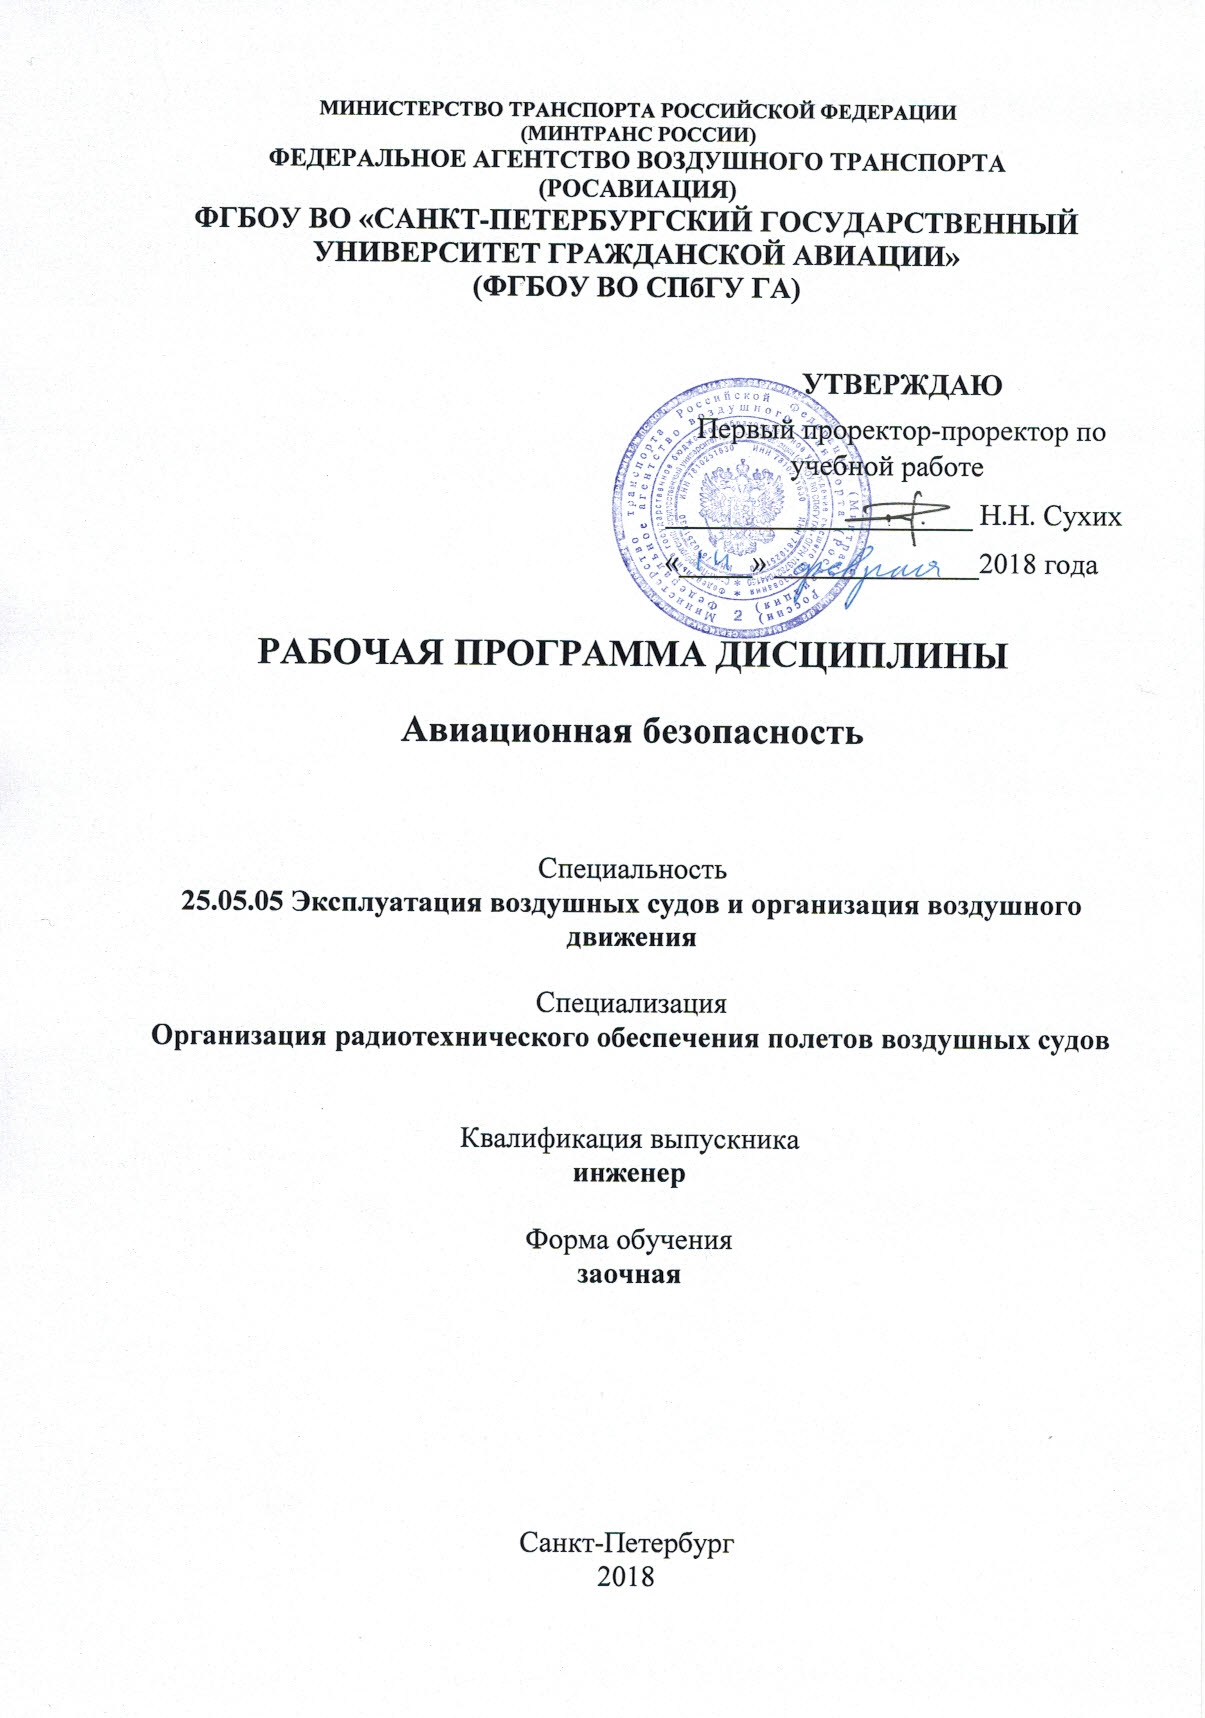 МИНИСТЕРСТВО ТРАНСПОРТА РОССИЙСКОЙ ФЕДЕРАЦИИ
(МИНТРАНС РОССИИ)
ФЕДЕРАЛЬНОЕ АГЕНТСТВО ВОЗДУШНОГО ТРАНСПОРТА
(РОСАВИАЦИЯ)
ФГБОУ ВО «САНКТ-ПЕТЕРБУРГСКИЙ ГОСУДАРСТВЕННЫЙ
УНИВЕРСИТЕТ ГРАЖДАНСКОЙ АВИАЦИИ»
(ФГБОУ ВО СПбГУ ГА)
УТВЕРЖДАЮ
Первый проректор-проректор по
учебной работе
Н.Н. Сухих
« » февраля 2018 года
РАБОЧАЯ ПРОГРАММА ДИСЦИПЛИНЫ
Авиационная безопасность
Специальность
25.05.05 Эксплуатация воздушных судов и организация воздушного
движения
Специализация
Организация радиотехнического обеспечения полетов воздушных судов
Квалификация выпускника
инженер
Форма обучения
заочная
Санкт-Петербург
2018